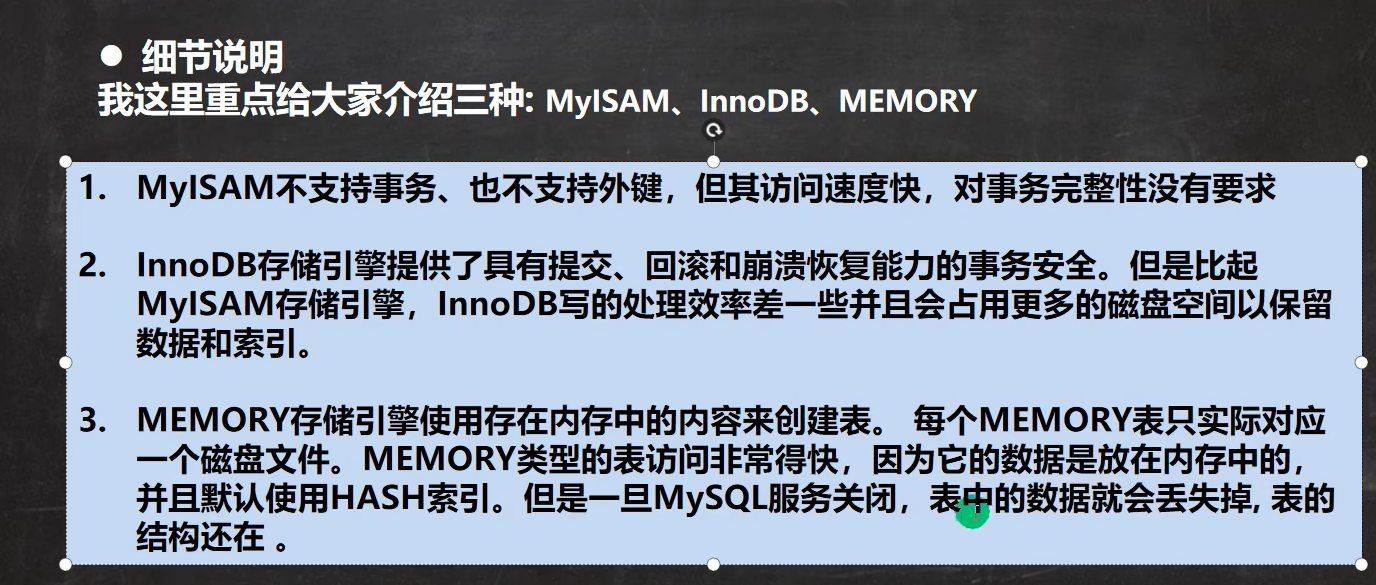 ● 细节说明
我这里重点给大家介绍三种: MyISAM、InnoDB、MEMORY
1. MyISAM不支持事务、也不支持外键，但其访问速度快，对事务完整性没有要求
2. InnoDB存储引擎提供了具有提交、回滚和崩溃恢复能力的事务安全。但是比起
MyISAM存储引擎，InnoDB写的处理效率差一些并且会占用更多的磁盘空间以保留
数据和索引。
3. MEMORY存储引擎使用存在内存中的内容来创建表。 每个MEMORY表只实际对应
一个磁盘文件。MEMORY类型的表访问非常得快，因为它的数据是放在内存中的，
并且默认使用HASH索引。但是一旦MySQL服务关闭，表中的数据就会丢失掉, 表的
结构还在 。